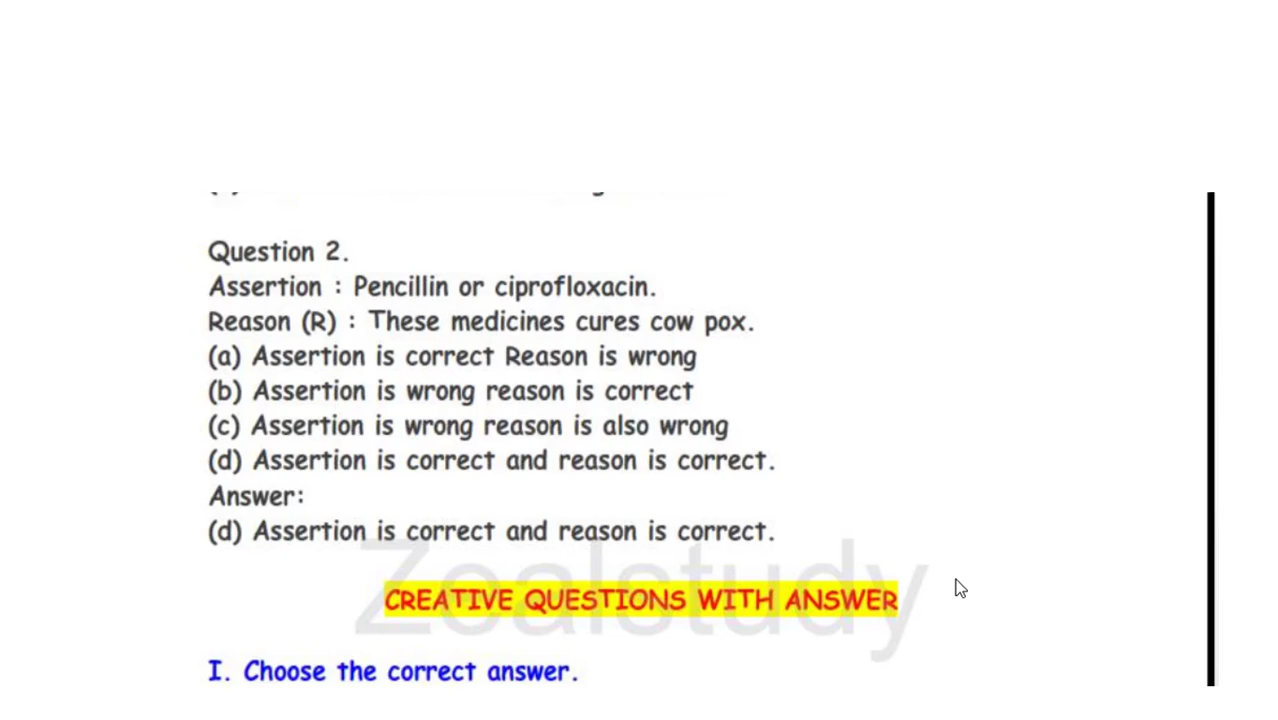 Question 2.
Assertion : Pencillin or ciprofloxacin.
Reason (R) : These medicines cures cow pox.
(a) Assertion is correct Reason is wrong
(b) Assertion is wrong reason is correct
(c) Assertion is wrong reason is also wrong
(d) Assertion is correct and reason is correct.
Answer:
(d) Assertion is correct and reason is correct.
Zealstudy
CREATIVE QUESTIONS WITH ANSWER
I. Choose the correct answer.